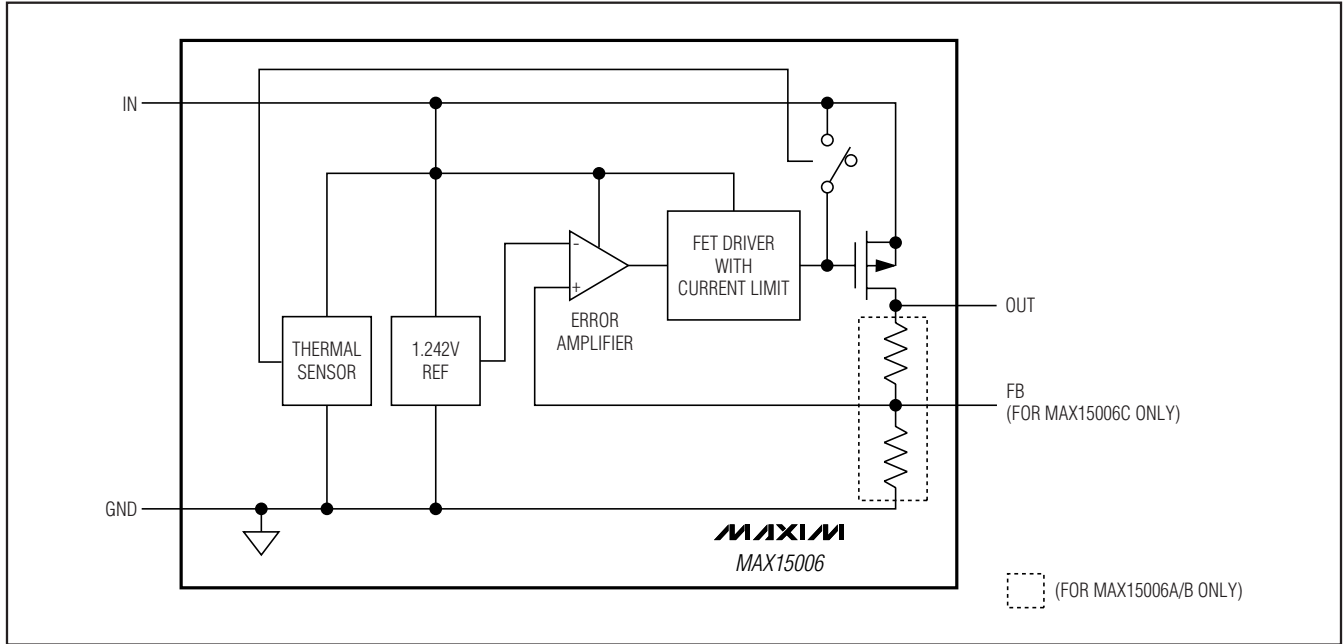 IN
-
+
ERROR
AMPLIFIER
FET DRIVER
WITH
CURRENT LIMIT
THERMAL
SENSOR
1.242V
REF
OUT
FB
(FOR MAX15006C ONLY)
GND
MAXIM
MAX15006
(FOR MAX15006A/B ONLY)